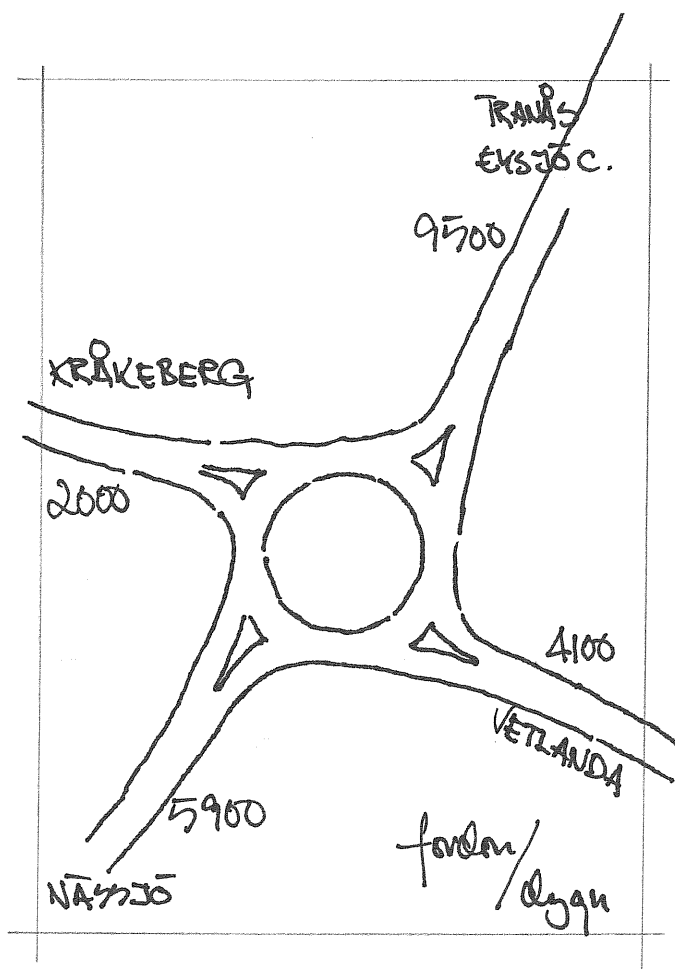 TRANÅS
EKSJÖ C.
9500
KRÅKEBERG
2000
4100
VETLANDA
5900
NÄSSJÖ
fordon/
dygn